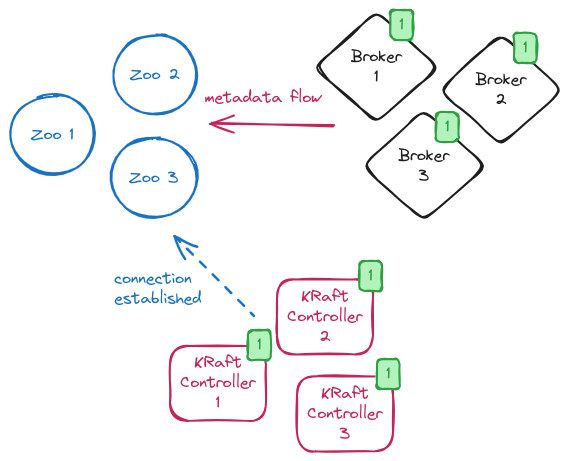 1
Broker
1
1
Broker
2
1
Broker
3
Zoo 2
Zoo 1
Zoo 3
metadata flow
connection
established
1
KRaft
Controller
2
1
KRaft
Controller
1
1
KRaft
Controller
3